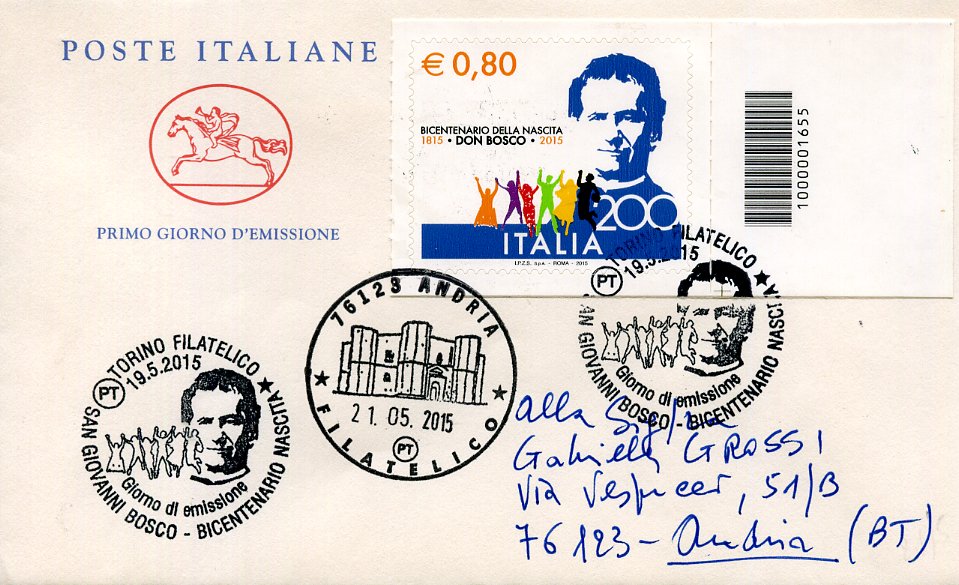 POSTE ITALIANE
PRIMO GIORNO D'EMISSIONE
€ 0,80
BICENTENARIO DELLA NASCITA
1815 • DON BOSCO • 2015
200
ITALIA
I.P.Z.S. S.p.A. - ROMA - 2015
1000001655
TORINO FILATELICO
19.5.2015
PT
Giorno di emissione
SAN GIOVANNI BOSCO - BICENTENARIO NASCITA
76123 ANDRIA
21.05.2015
PT
FILATELICO
TORINO FILATELICO
19.5.2015
PT
Giorno di emissione
SAN GIOVANNI BOSCO - BICENTENARIO NASCITA
Alla Sig/ra
Gabriella GROSSI
Via Vespucci, 51/B
76123 - Andria (BT)